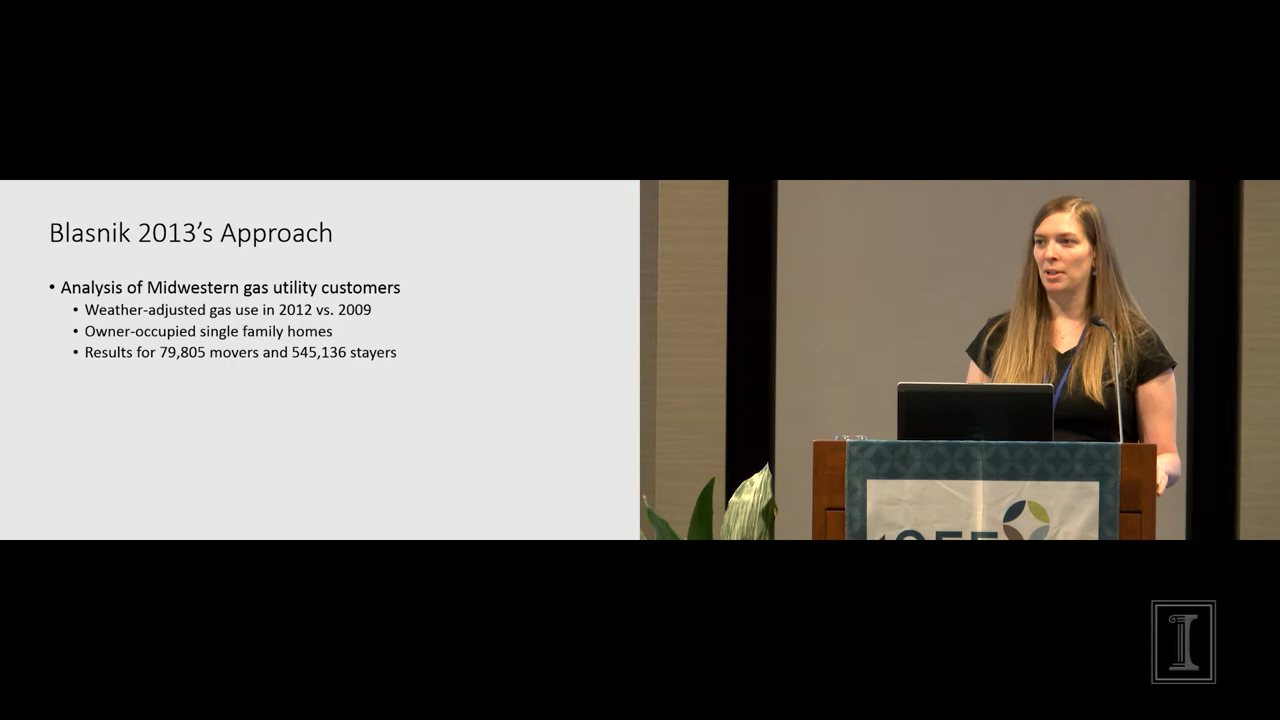 Blasnik 2013’s Approach
• Analysis of Midwestern gas utility customers
• Weather-adjusted gas use in 2012 vs. 2009
• Owner-occupied single family homes
• Results for 79,805 movers and 545,136 stayers